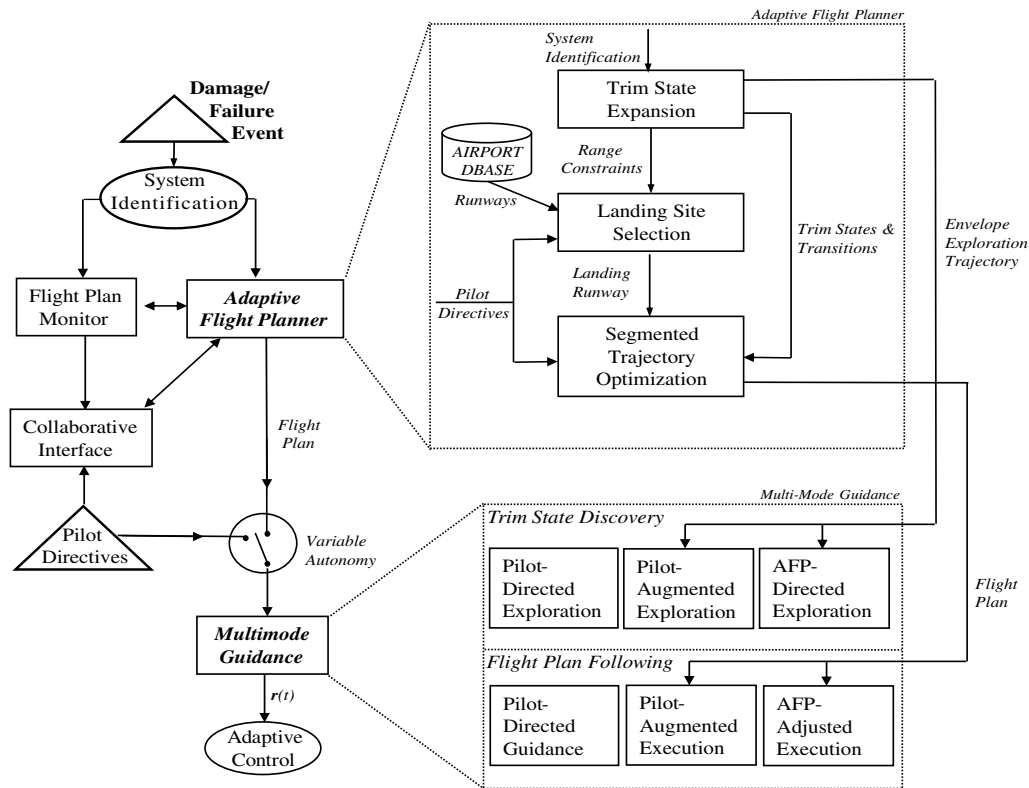 Damage/
Failure
Event
System
Identification
Flight Plan
Monitor
Adaptive
Flight Planner
Collaborative
Interface
Flight
Plan
Pilot
Directives
Variable
Autonomy
Multimode
Guidance
r(t)
Adaptive
Control
Adaptive Flight Planner
System
Identification
Trim State
Expansion
AIRPORT
DBASE
Range
Constraints
Runways
Landing Site
Selection
Trim States &
Transitions
Envelope
Exploration
Trajectory
Landing
Runway
Pilot
Directives
Segmented
Trajectory
Optimization
Multi-Mode Guidance
Trim State Discovery
Pilot-
Directed
Exploration
Pilot-
Augmented
Exploration
AFP-
Directed
Exploration
Flight
Plan
Flight Plan Following
Pilot-
Directed
Guidance
Pilot-
Augmented
Execution
AFP-
Adjusted
Execution